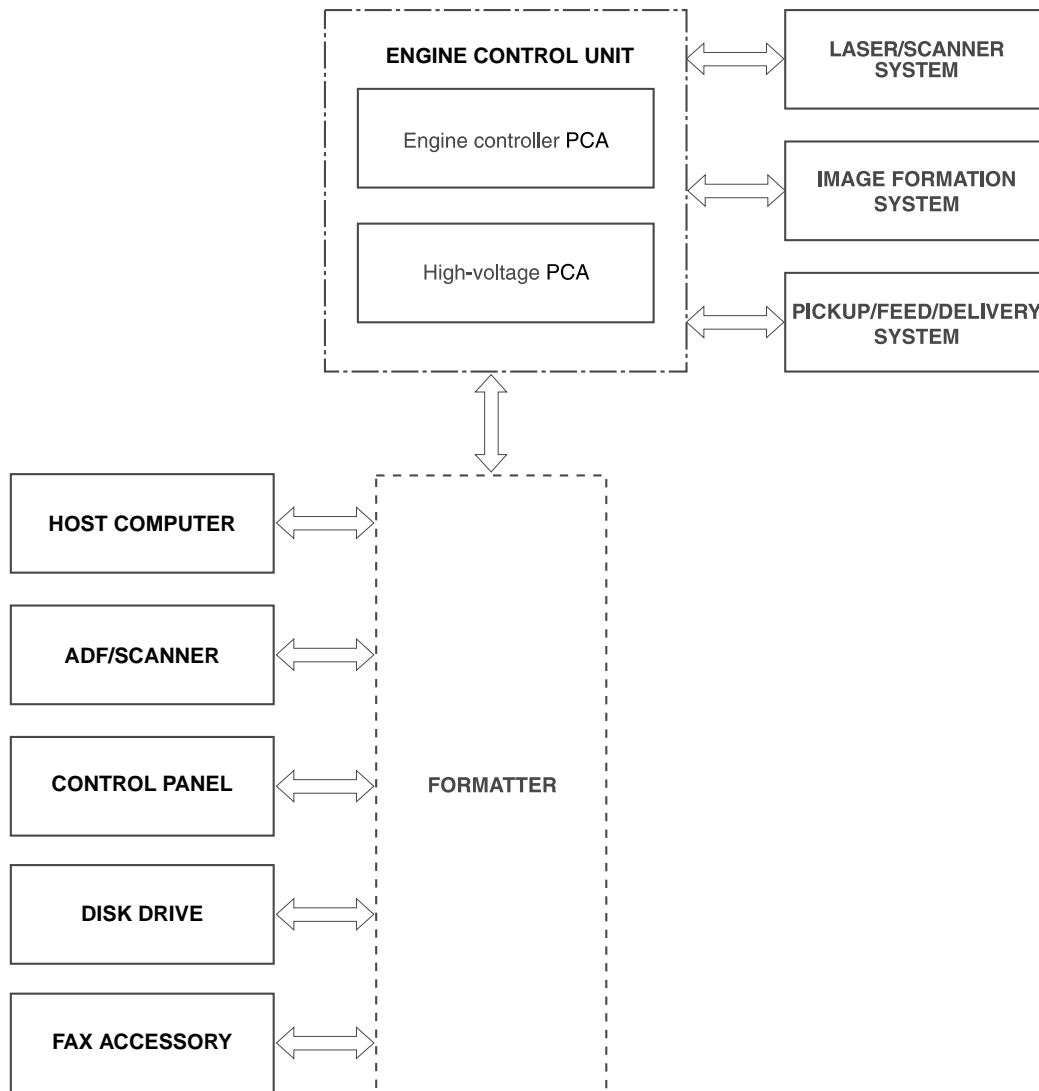 ENGINE CONTROL UNIT
Engine controller PCA
High-voltage PCA
LASER/SCANNER
SYSTEM
IMAGE FORMATION
SYSTEM
PICKUP/FEED/DELIVERY
SYSTEM
HOST COMPUTER
ADF/SCANNER
CONTROL PANEL
DISK DRIVE
FAX ACCESSORY
FORMATTER